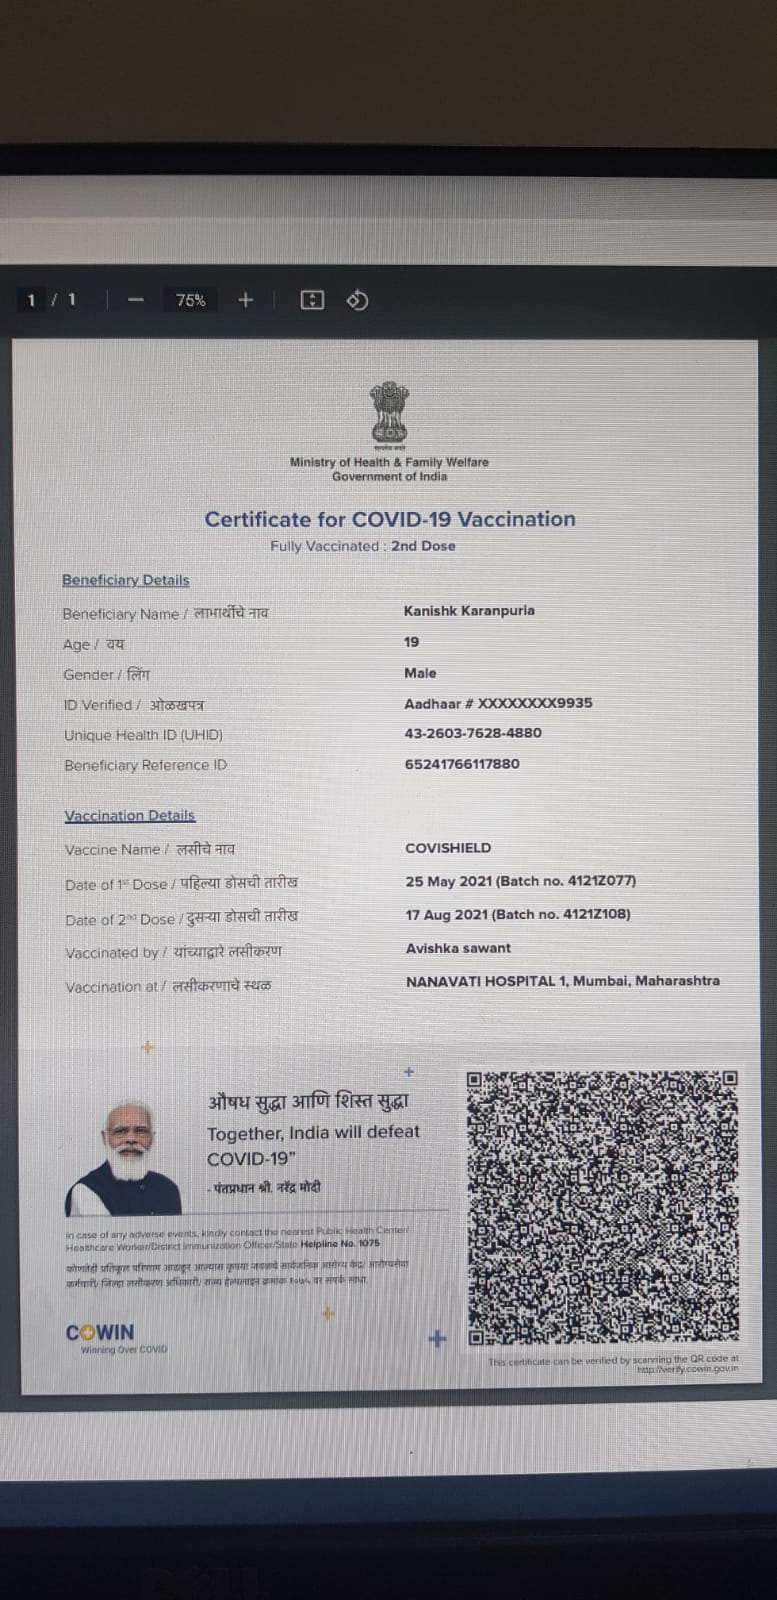 1 / 1 75%
Ministry of Health & Family Welfare
Government of India
Certificate for COVID-19 Vaccination
Fully Vaccinated : 2nd Dose
Beneficiary Details
Beneficiary Name / लाभार्थीचे नाव Kanishk Karanpuria
Age / वय 19
Gender / लिंग Male
ID Verified / ओळखपत्र Aadhaar # XXXXXXXX9935
Unique Health ID (UHID) 43-2603-7628-4880
Beneficiary Reference ID 65241766117880
Vaccination Details
Vaccine Name / लसीचे नाव COVISHIELD
Date of 1st Dose / पहिल्या डोसची तारीख 25 May 2021 (Batch no. 4121Z077)
Date of 2nd Dose / दुसऱ्या डोसची तारीख 17 Aug 2021 (Batch no. 4121Z108)
Vaccinated by / यांच्याद्वारे लसीकरण Avishka sawant
Vaccination at / लसीकरणाचे स्थळ NANAVATI HOSPITAL 1, Mumbai, Maharashtra
औषध सुद्धा आणि शिस्त सुद्धा
Together, India will defeat
COVID-19”
- पंतप्रधान श्री. नरेंद्र मोदी
In case of any adverse events, kindly contact the nearest Public Health Center/
Healthcare Worker/District Immunization Officer/State Helpline No. 1075
कोणतेही प्रतिकूल परिणाम आढळून आल्यास कृपया जवळचे सार्वजनिक आरोग्य केंद्र/ आरोग्यसेवा
कर्मचारी/ जिल्हा लसीकरण अधिकारी/ राज्य हेल्पलाइन क्रमांक १०७५ वर संपर्क साधा.
COWIN
Winning Over COVID
This certificate can be verified by scanning the QR code at
http://verify.cowin.gov.in